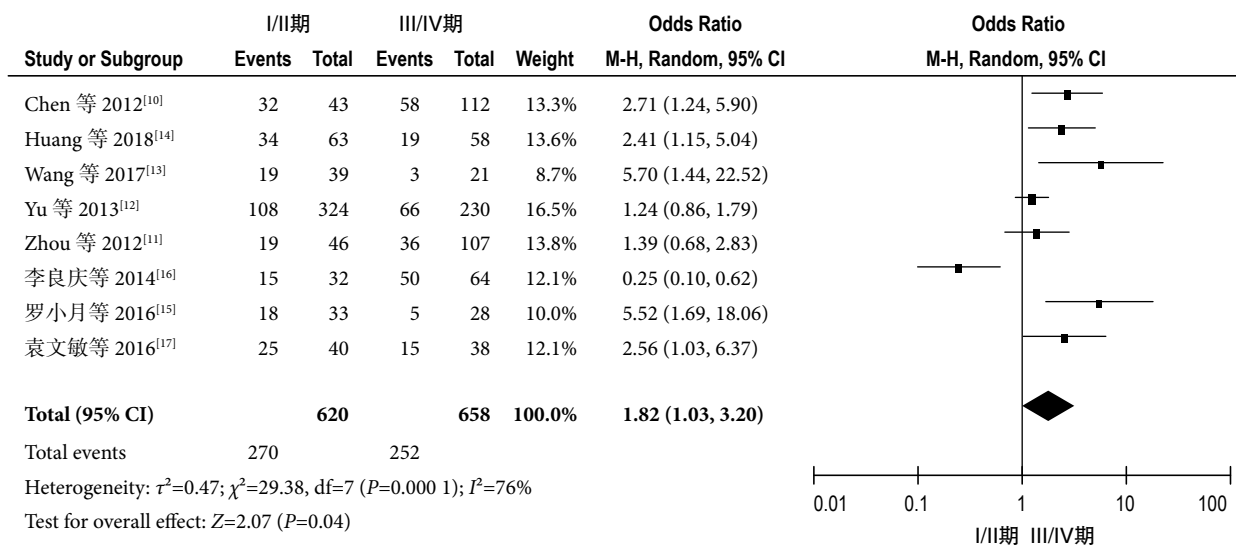 I/II期 III/IV期 Odds Ratio Odds Ratio
Study or Subgroup Events Total Events Total Weight M-H, Random, 95% CI M-H, Random, 95% CI
Chen 等 2012[10] 32 43 58 112 13.3% 2.71 (1.24, 5.90)
Huang 等 2018[14] 34 63 19 58 13.6% 2.41 (1.15, 5.04)
Wang 等 2017[13] 19 39 3 21 8.7% 5.70 (1.44, 22.52)
Yu 等 2013[12] 108 324 66 230 16.5% 1.24 (0.86, 1.79)
Zhou 等 2012[11] 19 46 36 107 13.8% 1.39 (0.68, 2.83)
李良庆等 2014[16] 15 32 50 64 12.1% 0.25 (0.10, 0.62)
罗小月等 2016[15] 18 33 5 28 10.0% 5.52 (1.69, 18.06)
袁文敏等 2016[17] 25 40 15 38 12.1% 2.56 (1.03, 6.37)
Total (95% CI) 620 658 100.0% 1.82 (1.03, 3.20)
Total events 270 252
Heterogeneity: τ²=0.47; χ²=29.38, df=7 (P=0.000 1); I²=76%
Test for overall effect: Z=2.07 (P=0.04)
0.01 0.1 1 10 100
I/II期 III/IV期